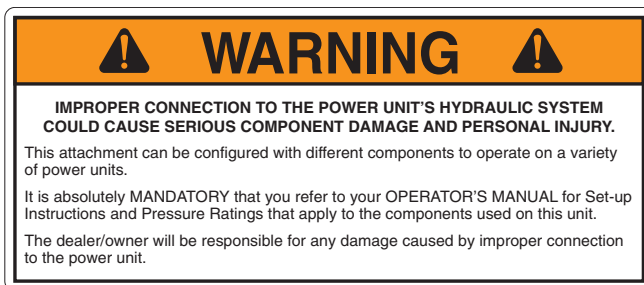 WARNING
IMPROPER CONNECTION TO THE POWER UNIT'S HYDRAULIC SYSTEM
COULD CAUSE SERIOUS COMPONENT DAMAGE AND PERSONAL INJURY.
This attachment can be configured with different components to operate on a variety
of power units.
It is absolutely MANDATORY that you refer to your OPERATOR'S MANUAL for Set-up
Instructions and Pressure Ratings that apply to the components used on this unit.
The dealer/owner will be responsible for any damage caused by improper connection
to the power unit.